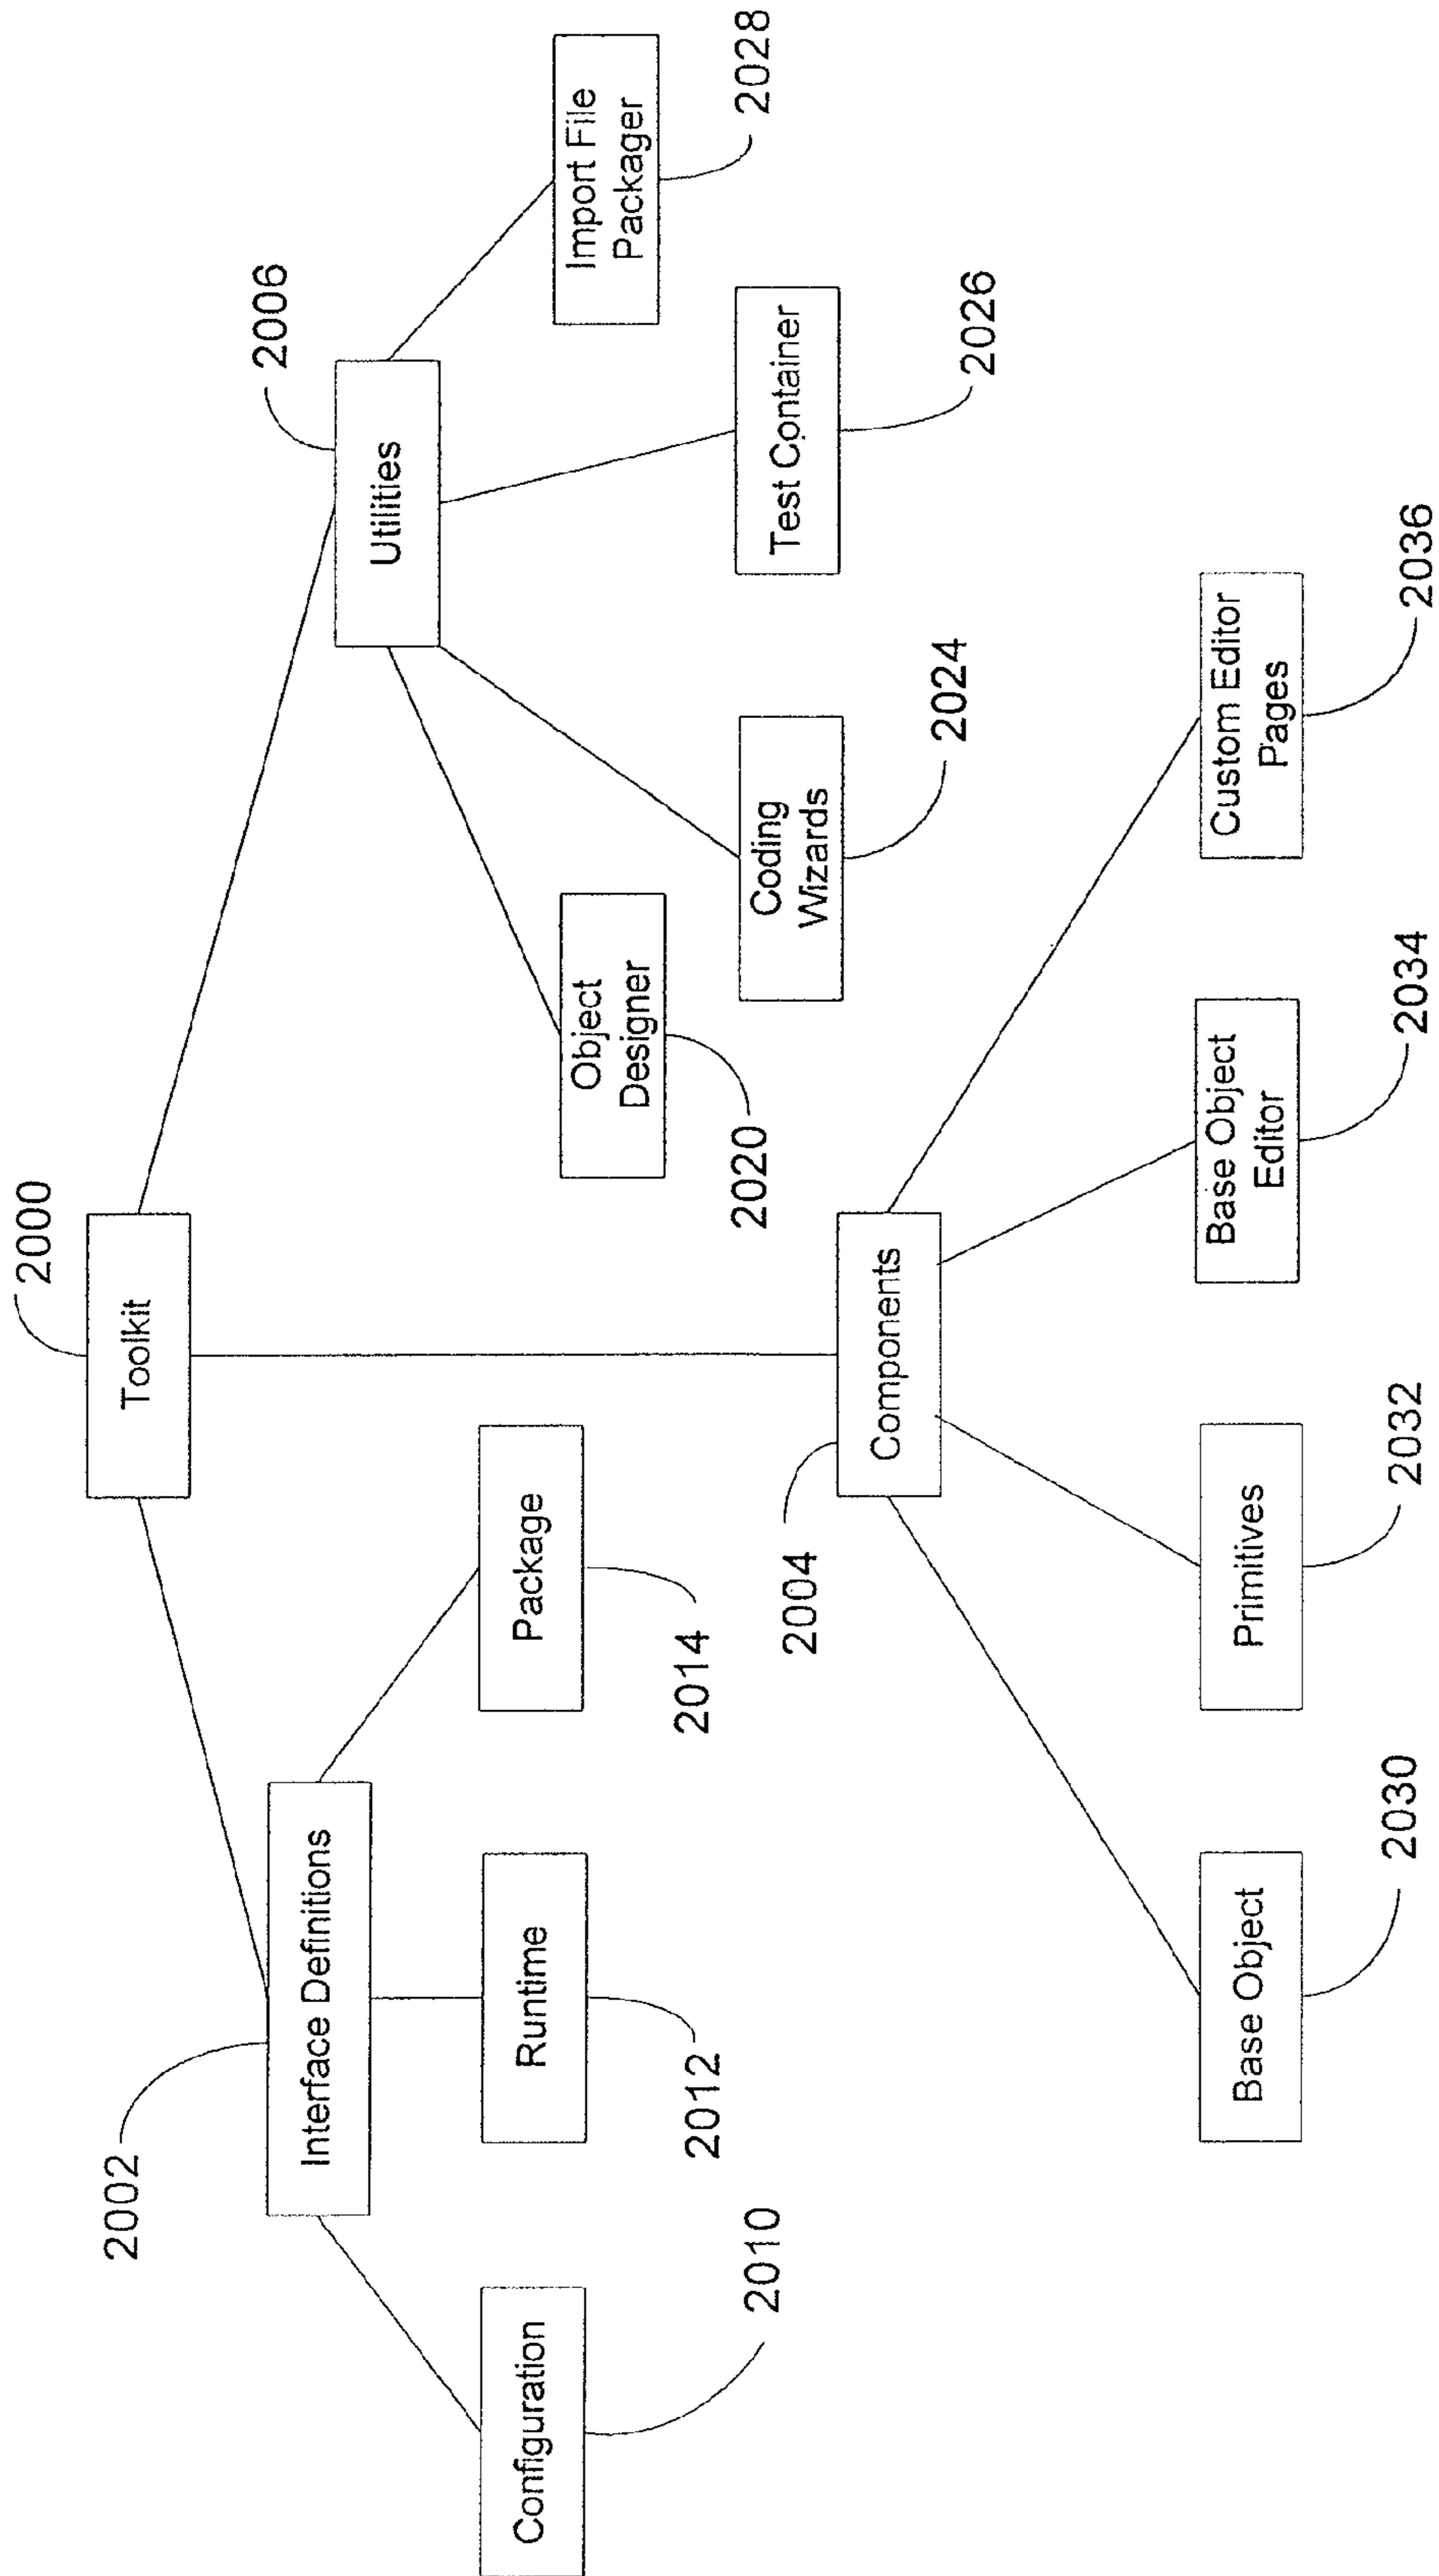 2000
Toolkit
2006
Utilities
2002
Interface Definitions
Configuration
2010
Runtime
2012
Package
2014
Object
Designer
2020
Coding
Wizards
2024
Test Container
2026
Import File
Packager
2028
2004
Components
Base Object
2030
Primitives
2032
Base Object
Editor
2034
Custom Editor
Pages
2036